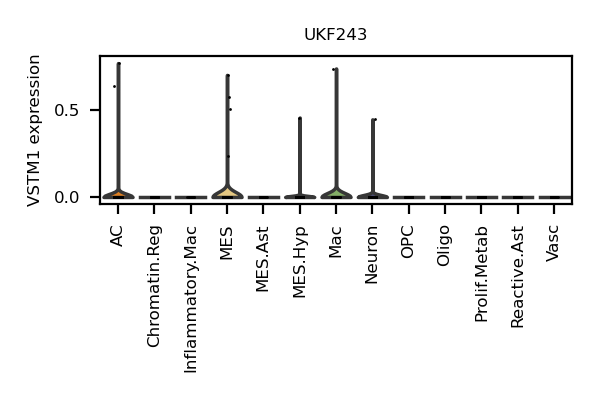 UKF243
VSTM1 expression
0.5
0.0
AC
Chromatin.Reg
Inflammatory.Mac
MES
MES.Ast
MES.Hyp
Mac
Neuron
OPC
Oligo
Prolif.Metab
Reactive.Ast
Vasc